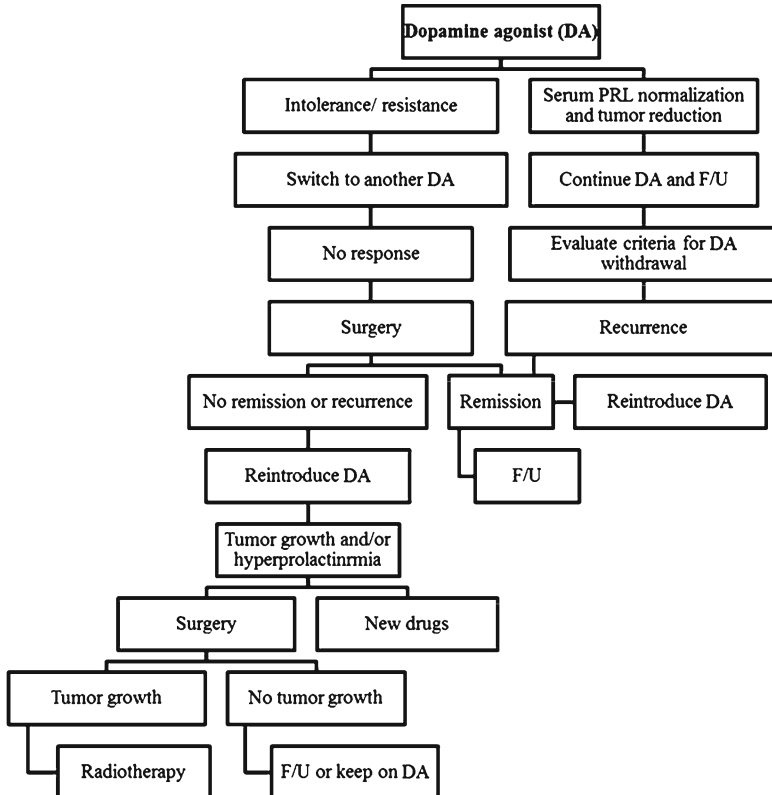 Dopamine agonist (DA)
Intolerance/ resistance
Serum PRL normalization
and tumor reduction
Switch to another DA
Continue DA and F/U
No response
Evaluate criteria for DA
withdrawal
Surgery
Recurrence
No remission or recurrence
Remission
Reintroduce DA
Reintroduce DA
F/U
Tumor growth and/or
hyperprolactinrmia
Surgery
New drugs
Tumor growth
No tumor growth
Radiotherapy
F/U or keep on DA